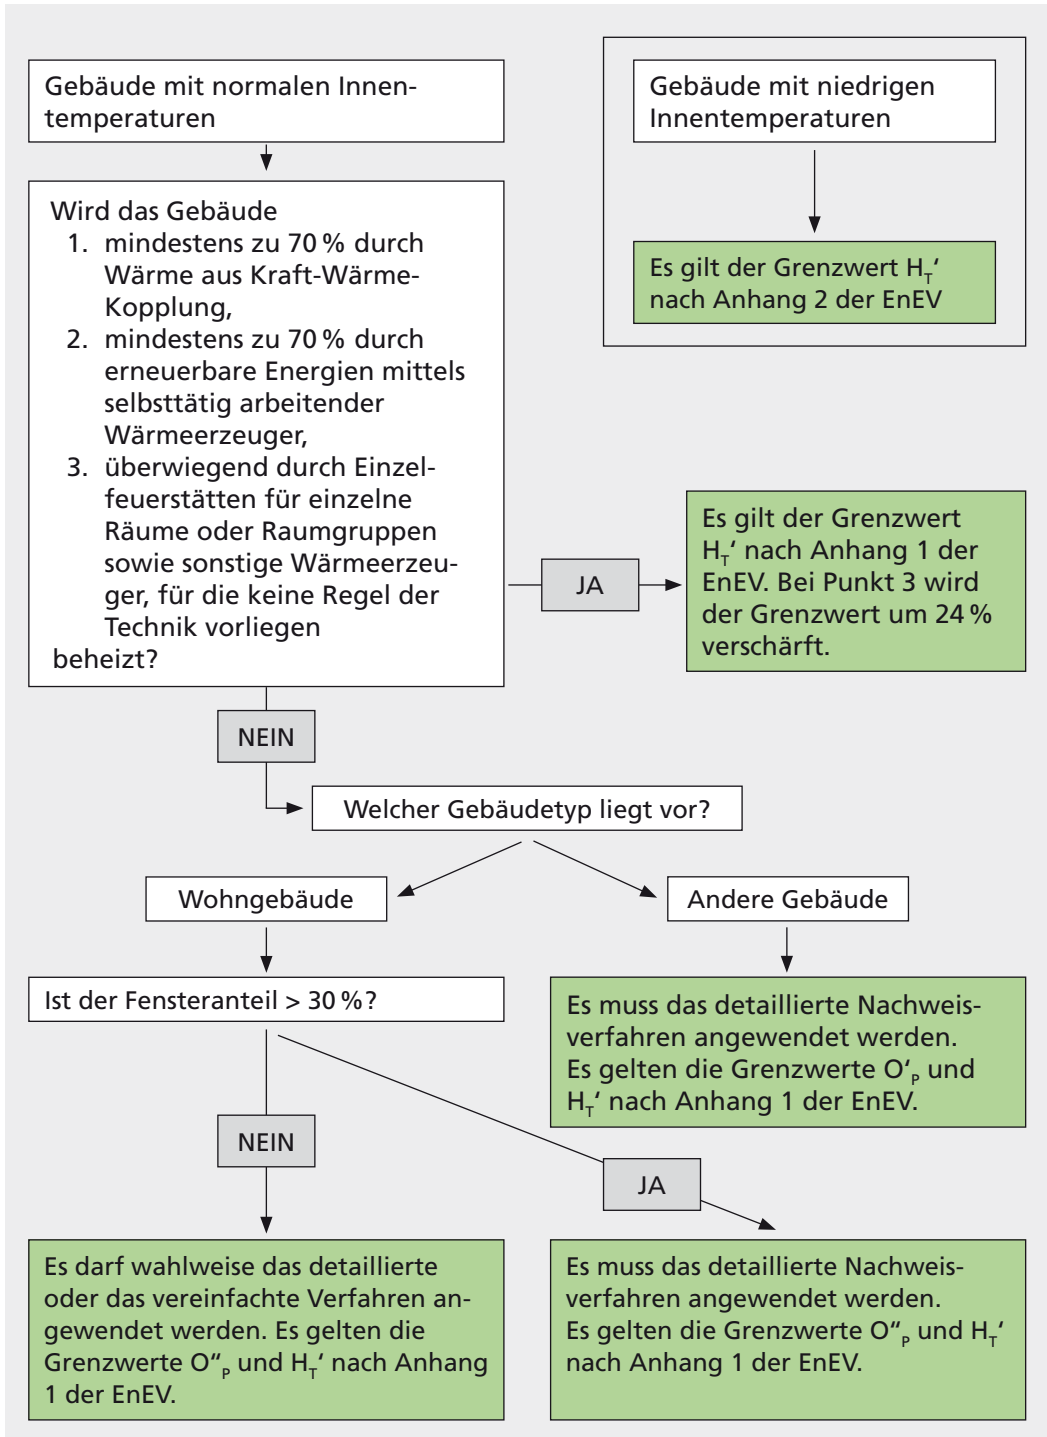 Gebäude mit normalen Innen-
temperaturen
Gebäude mit niedrigen
Innentemperaturen
Es gilt der Grenzwert H_T‘
nach Anhang 2 der EnEV
Wird das Gebäude
1. mindestens zu 70 % durch
Wärme aus Kraft-Wärme-
Kopplung,
2. mindestens zu 70 % durch
erneuerbare Energien mittels
selbsttätig arbeitender
Wärmeerzeuger,
3. überwiegend durch Einzel-
feuerstätten für einzelne
Räume oder Raumgruppen
sowie sonstige Wärmeerzeu-
ger, für die keine Regel der
Technik vorliegen
beheizt?
JA
Es gilt der Grenzwert
H_T‘ nach Anhang 1 der
EnEV. Bei Punkt 3 wird
der Grenzwert um 24 %
verschärft.
NEIN
Welcher Gebäudetyp liegt vor?
Wohngebäude
Andere Gebäude
Ist der Fensteranteil > 30 %?
Es muss das detaillierte Nachweis-
verfahren angewendet werden.
Es gelten die Grenzwerte O‘_P und
H_T‘ nach Anhang 1 der EnEV.
NEIN
JA
Es darf wahlweise das detaillierte
oder das vereinfachte Verfahren an-
gewendet werden. Es gelten die
Grenzwerte O“_P und H_T‘ nach Anhang
1 der EnEV.
Es muss das detaillierte Nachweis-
verfahren angewendet werden.
Es gelten die Grenzwerte O“_P und H_T‘
nach Anhang 1 der EnEV.